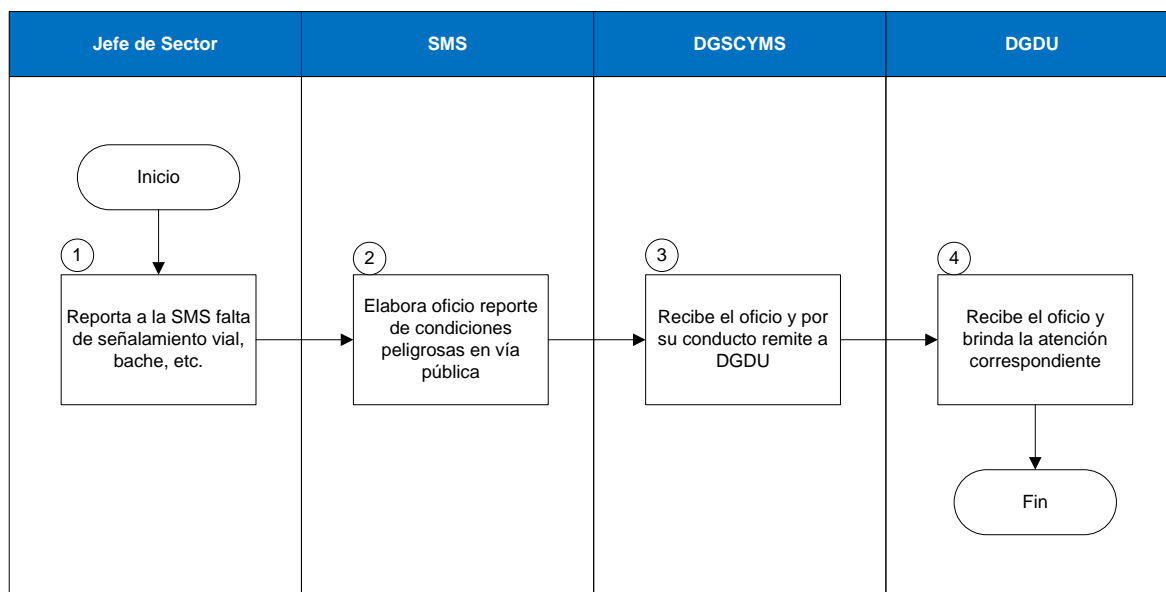 Jefe de Sector
SMS
DGSCYMS
DGDU
Inicio
1
Reporta a la SMS falta
de señalamiento vial,
bache, etc.
2
Elabora oficio reporte
de condiciones
peligrosas en vía
pública
3
Recibe el oficio y por
su conducto remite a
DGDU
4
Recibe el oficio y
brinda la atención
correspondiente
Fin